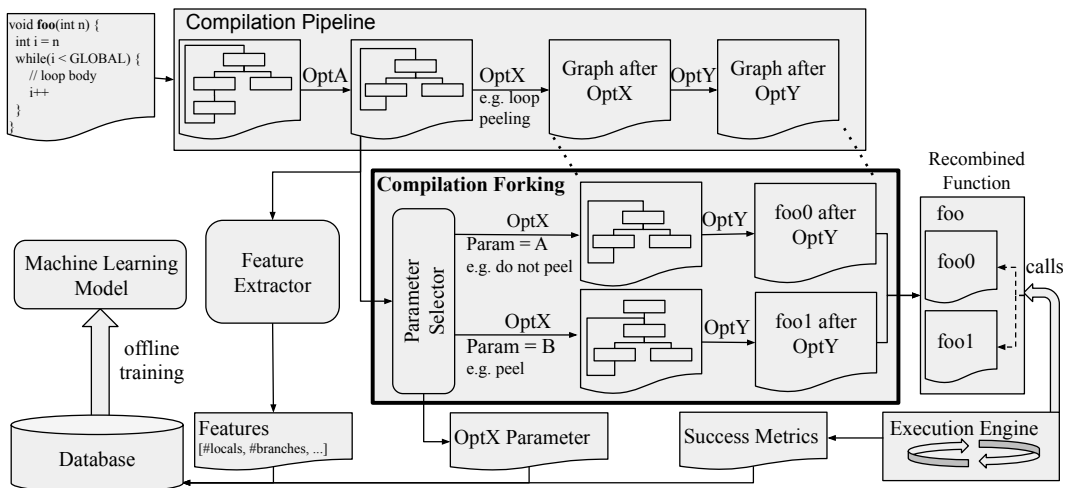 void foo(int n) {
int i = n
while(i < GLOBAL) {
// loop body
i++
}
}
Compilation Pipeline
OptA
OptX
e.g. loop
peeling
Graph after
OptX
OptY
Graph after
OptY
Compilation Forking
Parameter
Selector
OptX
Param = A
e.g. do not peel
OptY
foo0 after
OptY
OptX
Param = B
e.g. peel
OptY
foo1 after
OptY
Recombined
Function
foo
foo0
foo1
calls
Machine Learning
Model
Feature
Extractor
offline
training
Database
Features
[#locals, #branches, ...]
OptX Parameter
Success Metrics
Execution Engine